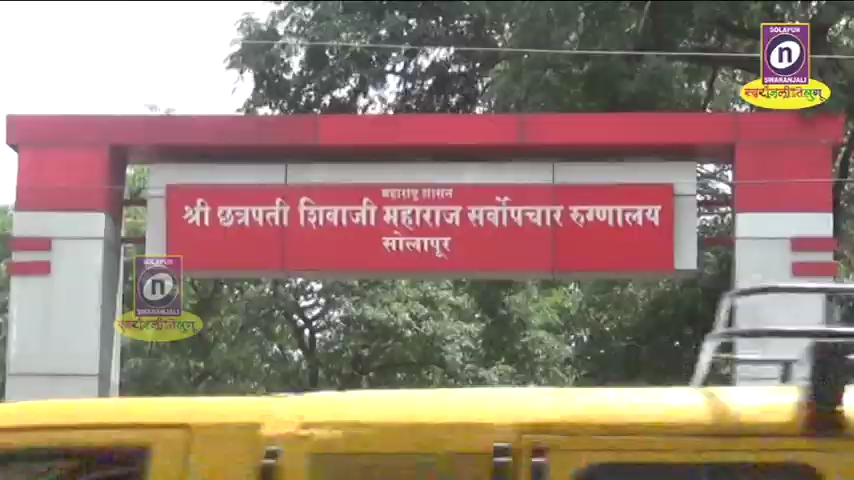 SOLAPUR
n
SWARANJALI
महाराष्ट्र शासन
श्री छत्रपती शिवाजी महाराज सर्वोपचार रुग्णालय
सोलापूर
SOLAPUR
n
SWARANJALI